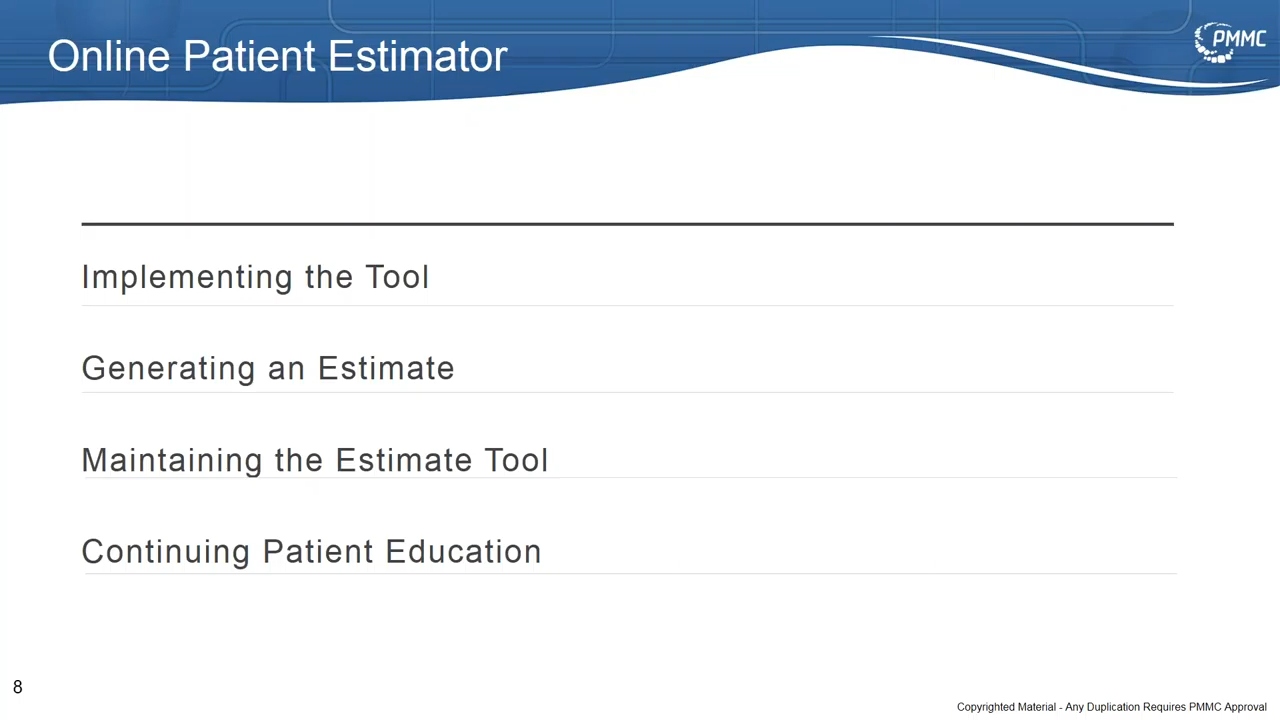 Online Patient Estimator
PMMC
Implementing the Tool
Generating an Estimate
Maintaining the Estimate Tool
Continuing Patient Education
8
Copyrighted Material - Any Duplication Requires PMMC Approval